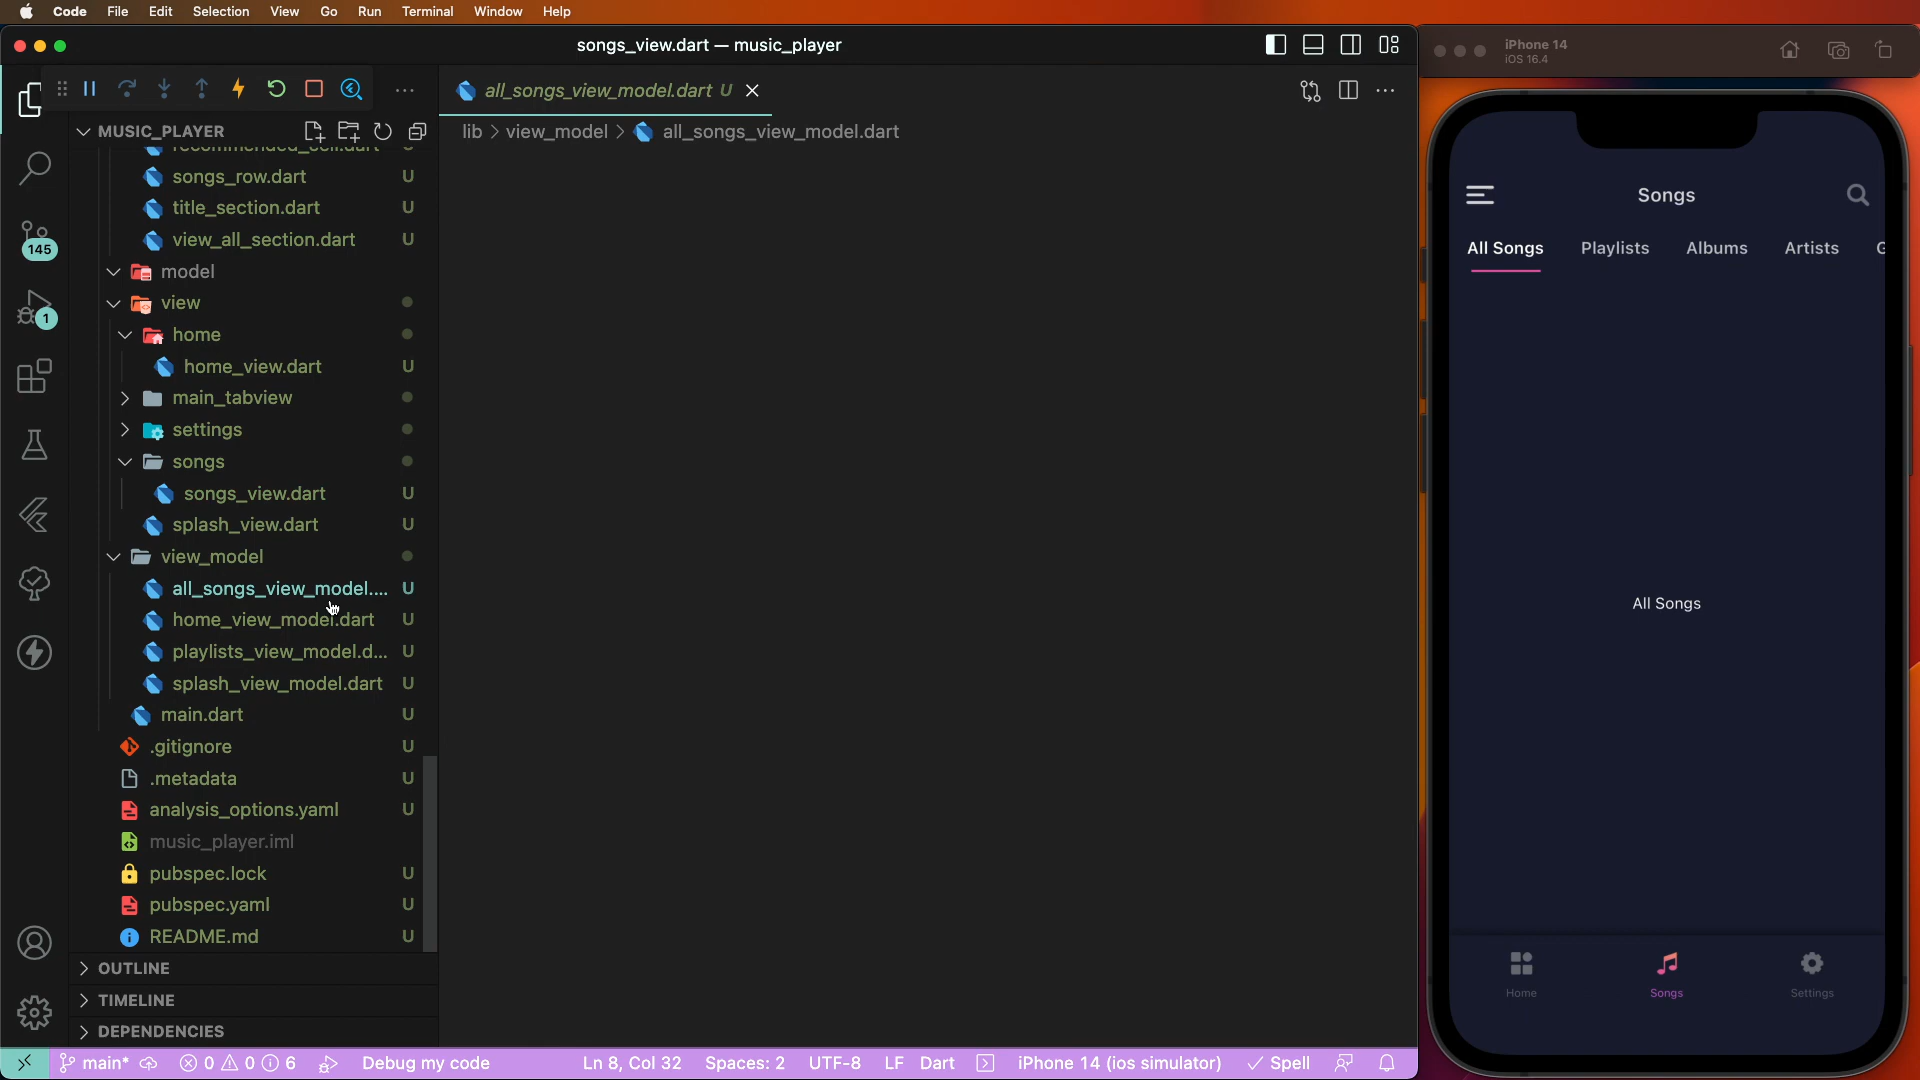 Code File Edit Selection View Go Run Terminal Window Help
songs_view.dart — music_player
iPhone 14
iOS 16.4
all_songs_view_model.dart U
MUSIC_PLAYER
lib > view_model > all_songs_view_model.dart
recommended_cell.dart U
songs_row.dart U
title_section.dart U
view_all_section.dart U
145
model
view
1
home
home_view.dart U
main_tabview
settings
songs
songs_view.dart U
splash_view.dart U
view_model
all_songs_view_model.... U
home_view_model.dart U
playlists_view_model.d... U
splash_view_model.dart U
main.dart U
.gitignore U
.metadata U
analysis_options.yaml U
music_player.iml
pubspec.lock U
pubspec.yaml U
README.md U
OUTLINE
TIMELINE
DEPENDENCIES
main* 0 0 6 Debug my code Ln 8, Col 32 Spaces: 2 UTF-8 LF Dart iPhone 14 (ios simulator) Spell
Songs
All Songs Playlists Albums Artists
All Songs
Home Songs Settings